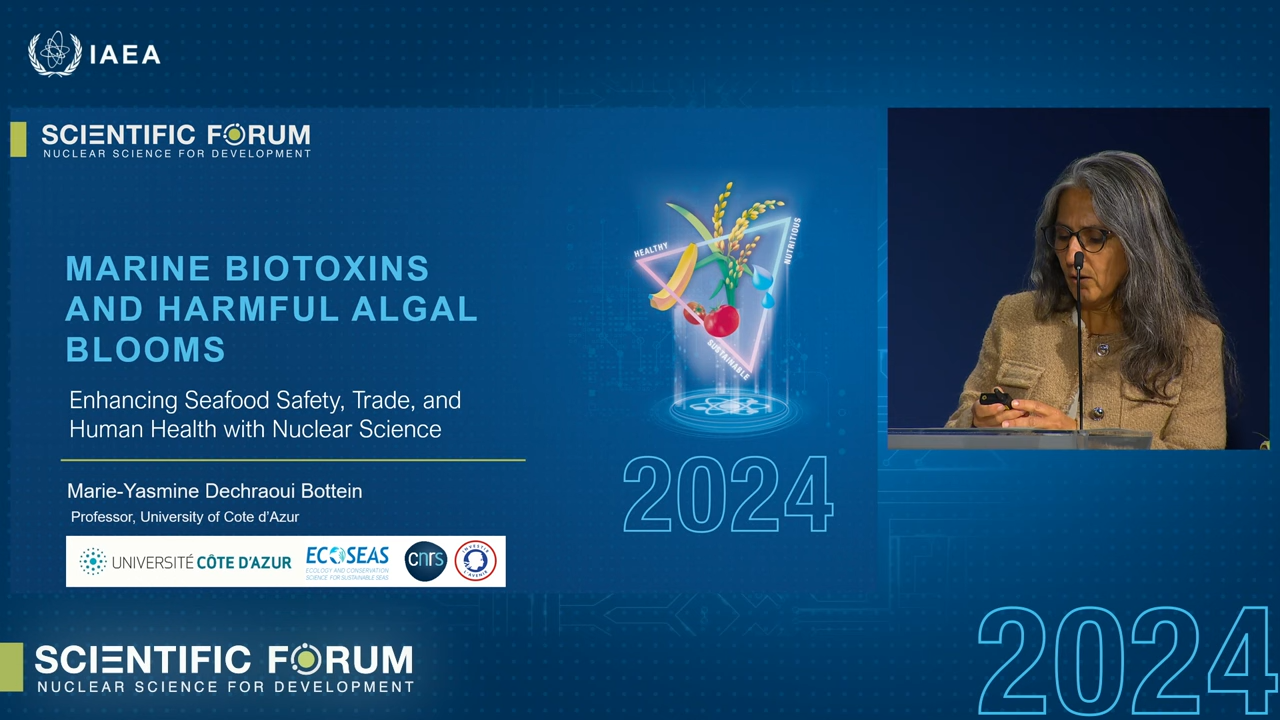 IAEA
SCIENTIFIC FORUM
NUCLEAR SCIENCE FOR DEVELOPMENT
MARINE BIOTOXINS
AND HARMFUL ALGAL
BLOOMS
Enhancing Seafood Safety, Trade, and
Human Health with Nuclear Science
Marie-Yasmine Dechraoui Bottein
Professor, University of Cote d'Azur
UNIVERSITÉ CÔTE D'AZUR
ECOSEAS
ECOLOGY AND CONSERVATION
SCIENCE FOR SUSTAINABLE SEAS
cnrs
INVESTIR
L'AVENIR
HEALTHY
NUTRITIOUS
SUSTAINABLE
2024
SCIENTIFIC FORUM
NUCLEAR SCIENCE FOR DEVELOPMENT
2024